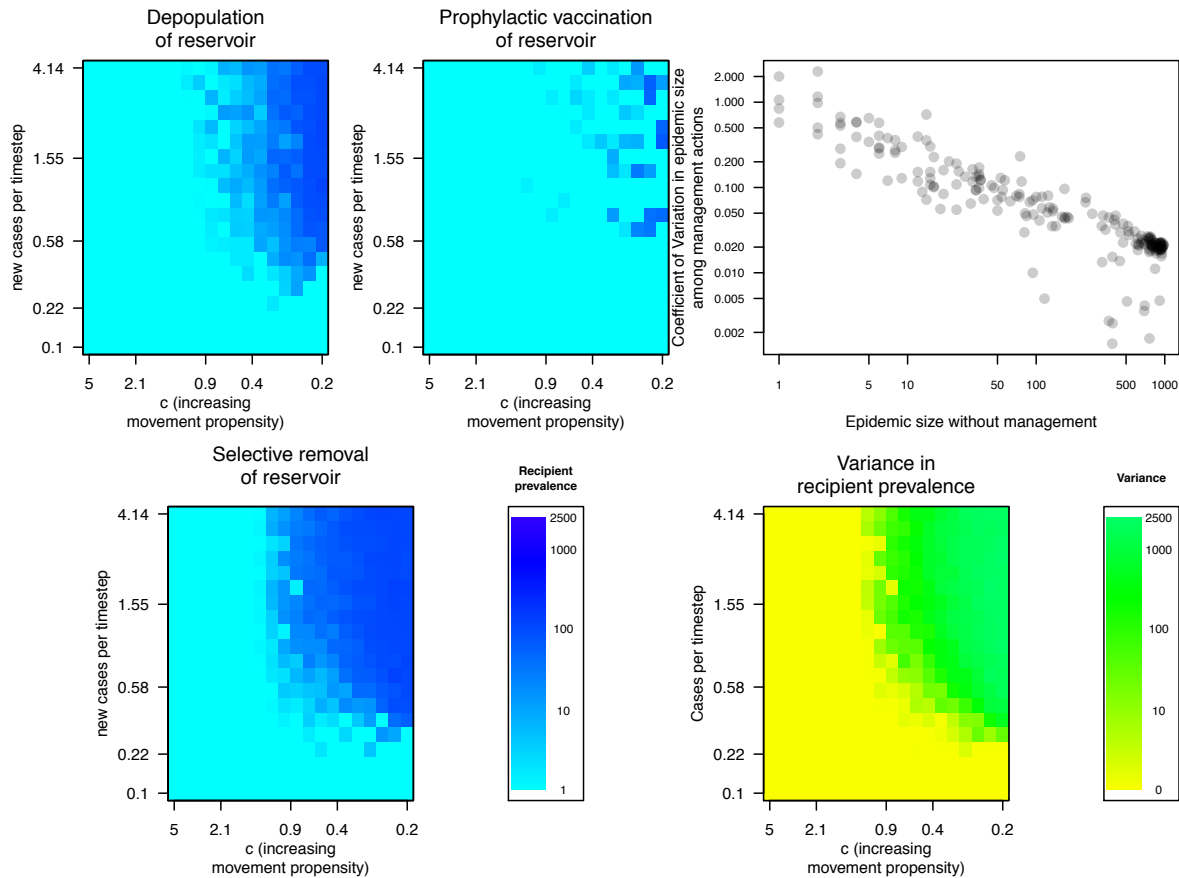 Depopulation
of reservoir
new cases per timestep
4.14
1.55
0.58
0.22
0.1
5 2.1 0.9 0.4 0.2
c (increasing
movement propensity)
Prophylactic vaccination
of reservoir
new cases per timestep
4.14
1.55
0.58
0.22
0.1
5 2.1 0.9 0.4 0.2
c (increasing
movement propensity)
Coefficient of Variation in epidemic size
among management actions
2.000
1.000
0.500
0.200
0.100
0.050
0.020
0.010
0.005
0.002
1 5 10 50 100 500 1000
Epidemic size without management
Selective removal
of reservoir
new cases per timestep
4.14
1.55
0.58
0.22
0.1
5 2.1 0.9 0.4 0.2
c (increasing
movement propensity)
Recipient
prevalence
2500
1000
100
10
1
Variance in
recipient prevalence
Cases per timestep
4.14
1.55
0.58
0.22
0.1
5 2.1 0.9 0.4 0.2
c (increasing
movement propensity)
Variance
2500
1000
100
10
0